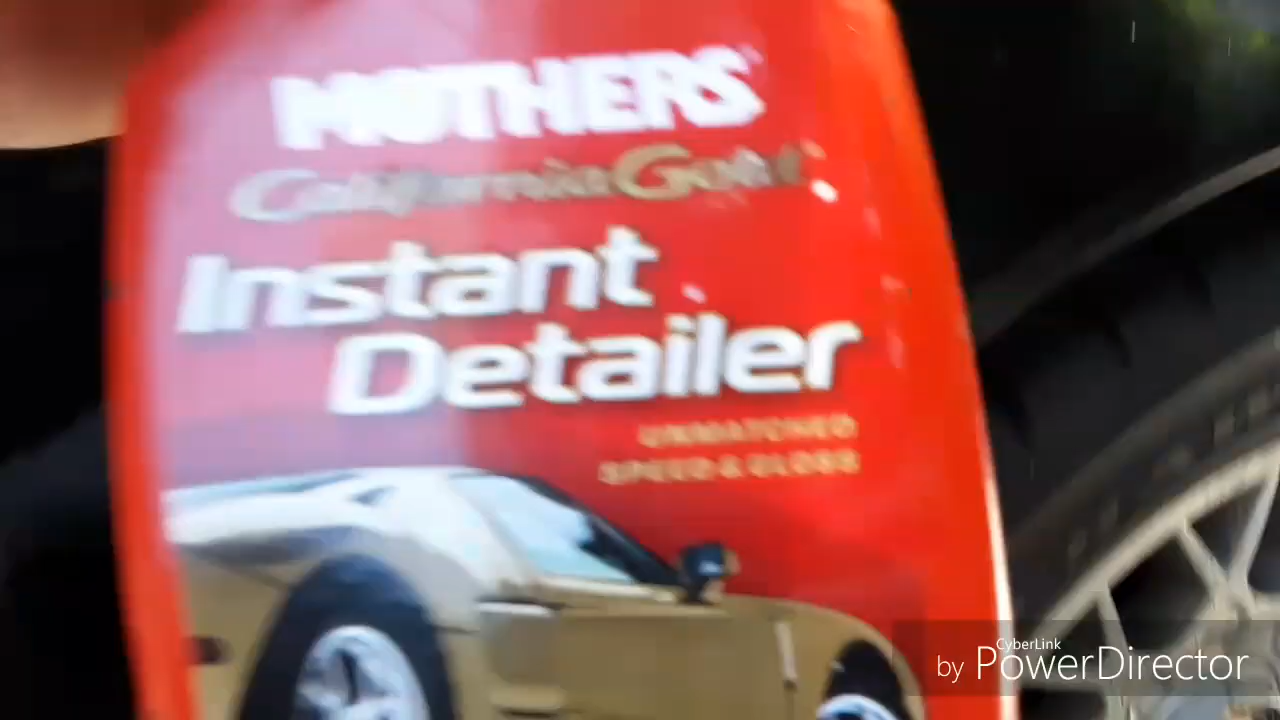 MOTHERS
California Gold
Instant
Detailer
UNMATCHED
SPEED & GLOSS
CyberLink
by PowerDirector